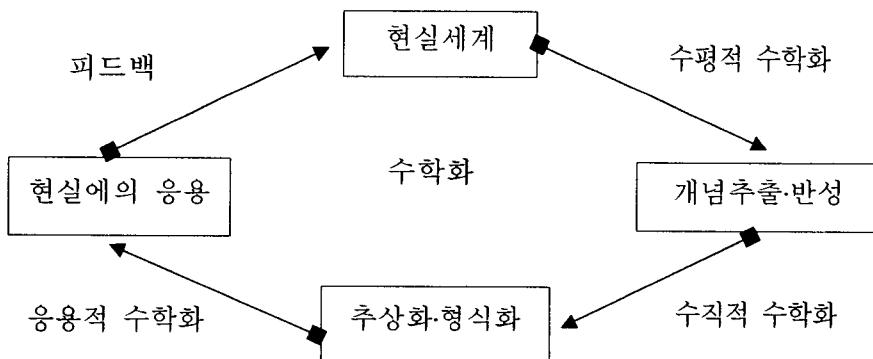 현실세계
피드백
수평적 수학화
수학화
현실에의 응용
개념추출·반성
응용적 수학화
추상화·형식화
수직적 수학화